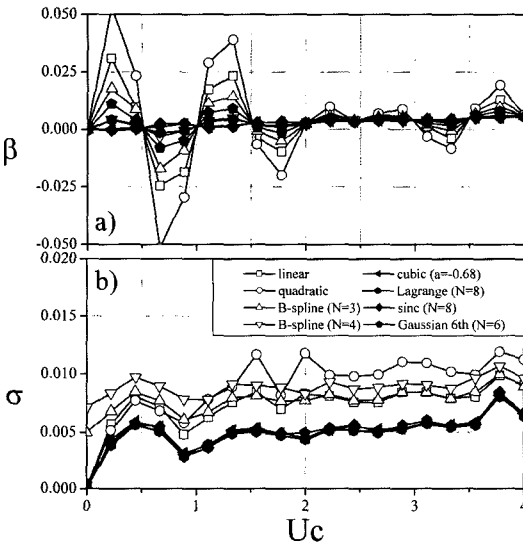 0.050
0.025
0.000
-0.025
-0.050
β
a)
0.020
0.015
0.010
0.005
0.000
σ
b)
linear
quadratic
B-spline (N=3)
B-spline (N=4)
cubic (a=-0.68)
Lagrange (N=8)
sinc (N=8)
Gaussian 6th (N=6)
0 1 2 3 4
Uc